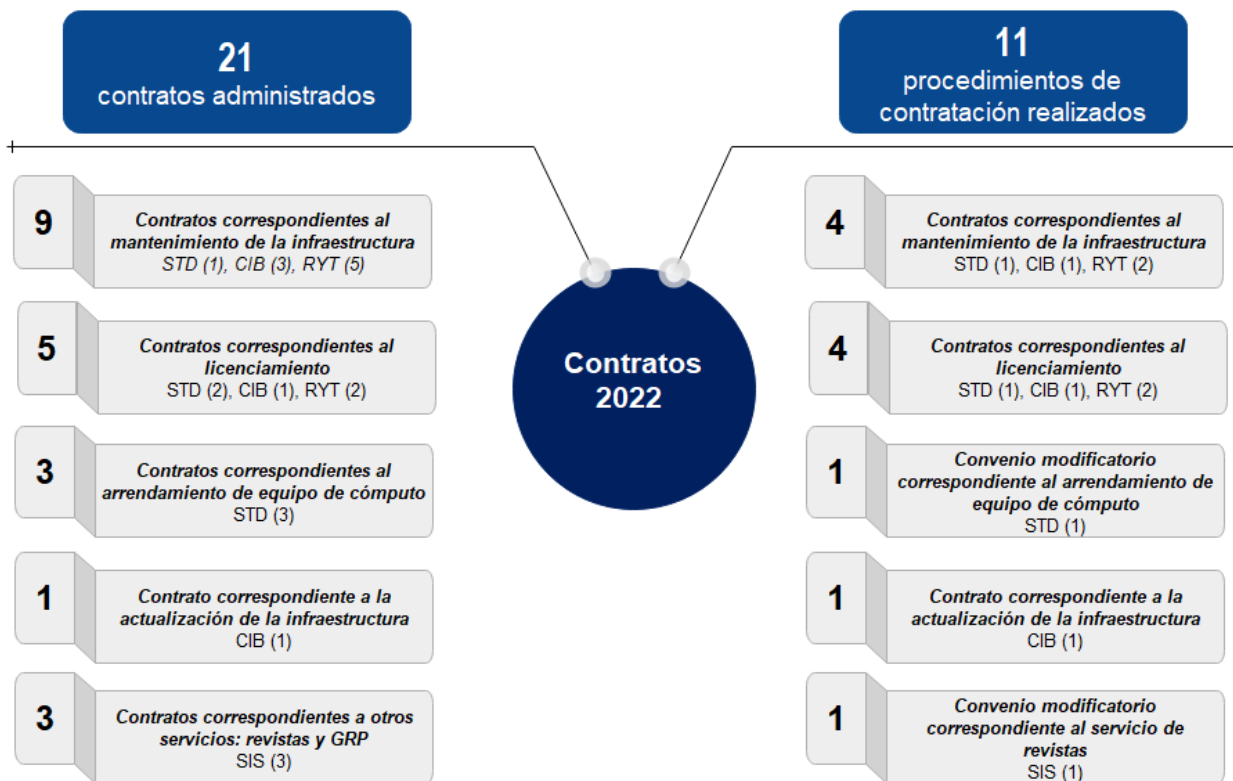 21
contratos administrados
11
procedimientos de
contratación realizados
9
Contratos correspondientes al
mantenimiento de la infraestructura
STD (1), CIB (3), RYT (5)
5
Contratos correspondientes al
licenciamiento
STD (2), CIB (1), RYT (2)
3
Contratos correspondientes al
arrendamiento de equipo de cómputo
STD (3)
1
Contrato correspondiente a la
actualización de la infraestructura
CIB (1)
3
Contratos correspondientes a otros
servicios: revistas y GRP
SIS (3)
Contratos
2022
4
Contratos correspondientes al
mantenimiento de la infraestructura
STD (1), CIB (1), RYT (2)
4
Contratos correspondientes al
licenciamiento
STD (1), CIB (1), RYT (2)
1
Convenio modificatorio
correspondiente al arrendamiento de
equipo de cómputo
STD (1)
1
Contrato correspondiente a la
actualización de la infraestructura
CIB (1)
1
Convenio modificatorio
correspondiente al servicio de
revistas
SIS (1)